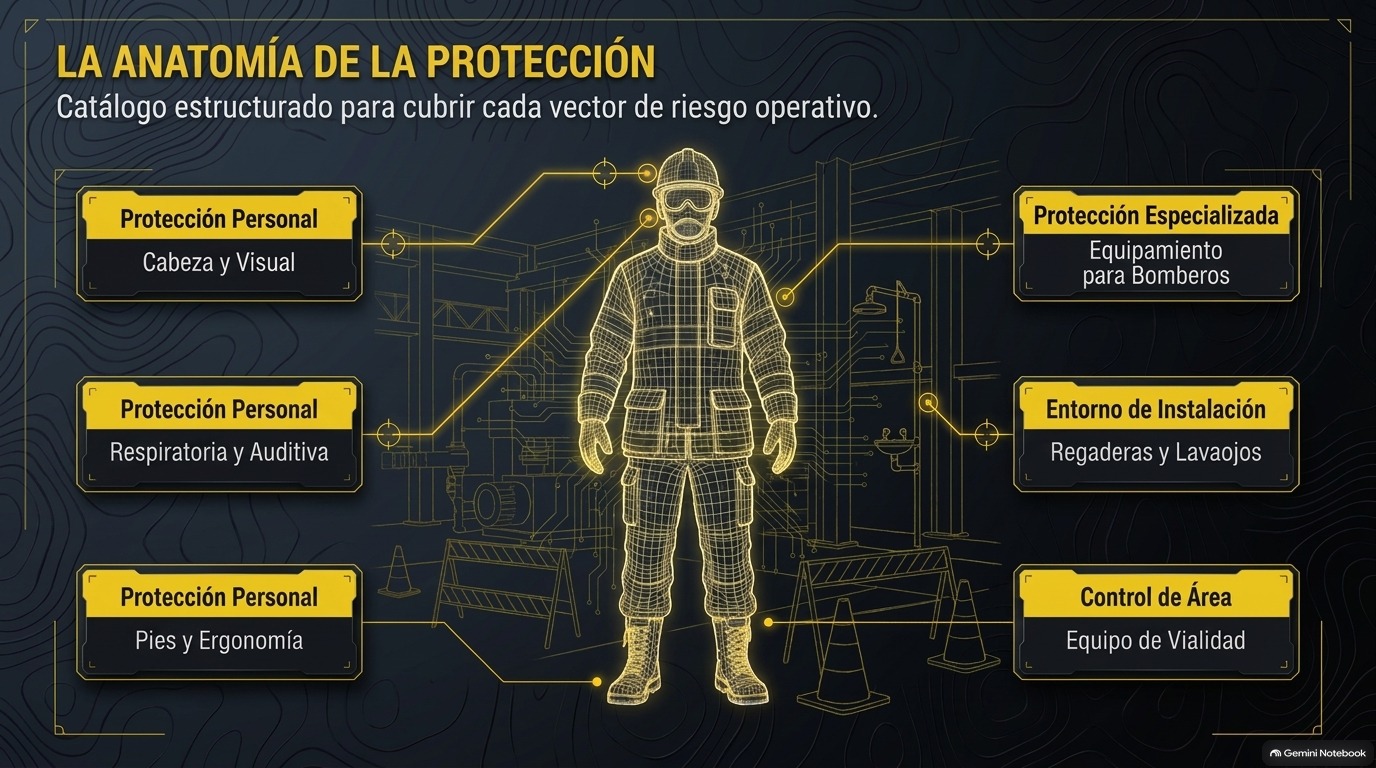 LA ANATOMÍA DE LA PROTECCIÓN
Catálogo estructurado para cubrir cada vector de riesgo operativo.
Protección Personal
Cabeza y Visual
Protección Personal
Respiratoria y Auditiva
Protección Personal
Pies y Ergonomía
Protección Especializada
Equipamiento
para Bomberos
Entorno de Instalación
Regaderas y Lavaojos
Control de Área
Equipo de Vialidad
Gemini Notebook